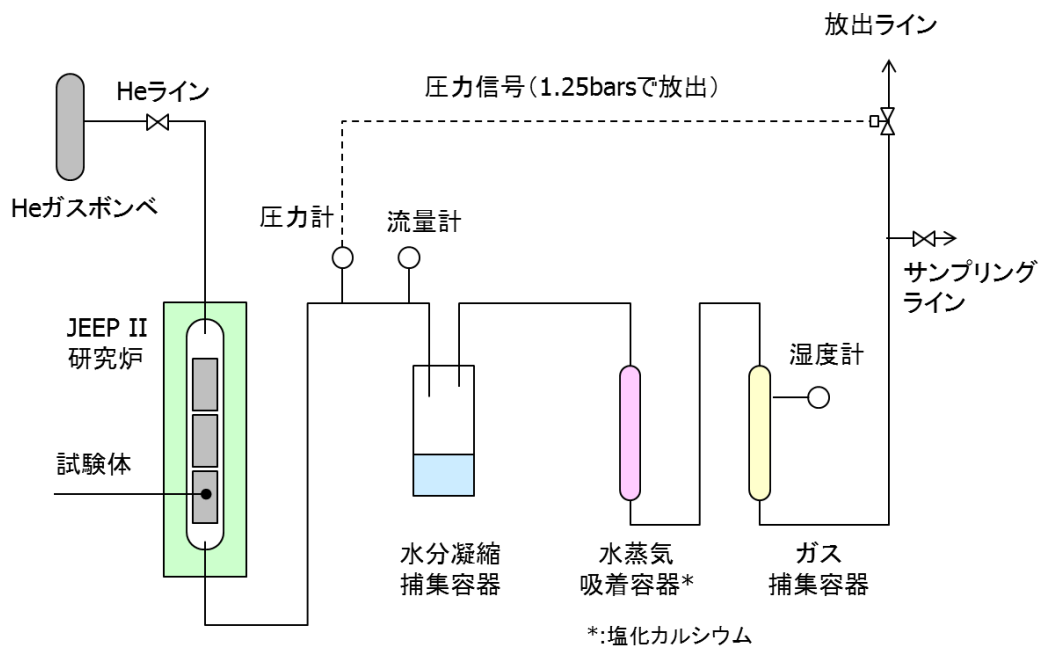 放出ライン
Heライン
圧力信号（1.25barsで放出）
Heガスボンベ
圧力計
流量計
サンプリング
ライン
JEEP II
研究炉
湿度計
試験体
水分凝縮
捕集容器
水蒸気
吸着容器*
ガス
捕集容器
*:塩化カルシウム